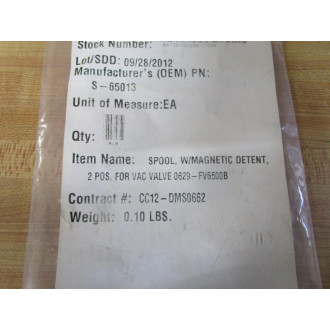 Stock Number:
Lot/SDD: 09/28/2012
Manufacturer's (OEM) PN:
S-65013
Unit of Measure:EA
Qty:
Item Name: SPOOL, W/MAGNETIC DETENT,
2 POS. FOR VAC VALVE 0629-FV6500B
Contract #: CC12-DMS0662
Weight: 0.10 LBS.